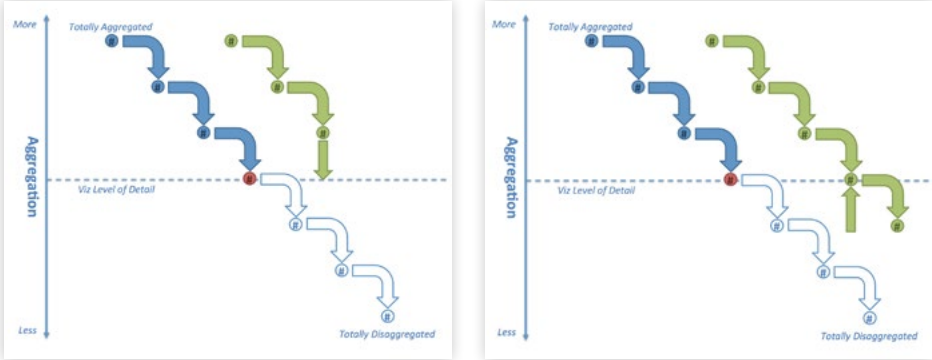 More
Totally Aggregated
#
#
#
#
#
#
#
Aggregation
Viz Level of Detail
#
#
#
Less
Totally Disaggregated
More
Totally Aggregated
#
#
#
#
#
#
#
Aggregation
Viz Level of Detail
#
#
#
#
#
Less
Totally Disaggregated